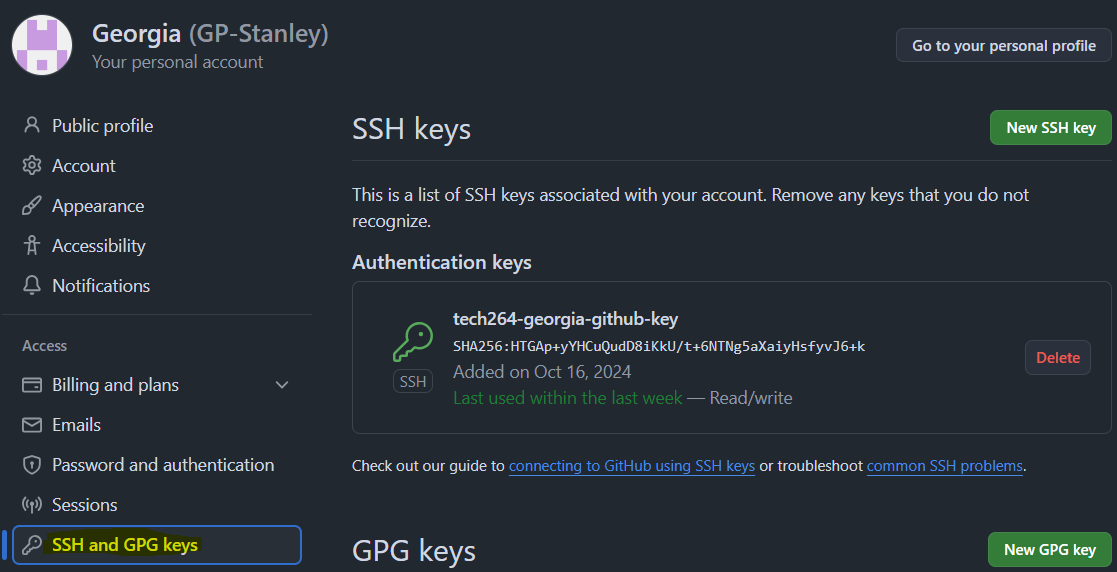 Georgia (GP-Stanley)
Your personal account
Go to your personal profile
Public profile
Account
Appearance
Accessibility
Notifications
Access
Billing and plans
Emails
Password and authentication
Sessions
SSH and GPG keys
SSH keys
New SSH key
This is a list of SSH keys associated with your account. Remove any keys that you do not
recognize.
Authentication keys
tech264-georgia-github-key
SHA256:HTGAp+yYHCuQudD8iKkU/t+6NTNg5aXaiyHsfyvJ6+k
SSH
Added on Oct 16, 2024
Last used within the last week — Read/write
Delete
Check out our guide to connecting to GitHub using SSH keys or troubleshoot common SSH problems.
GPG keys
New GPG key